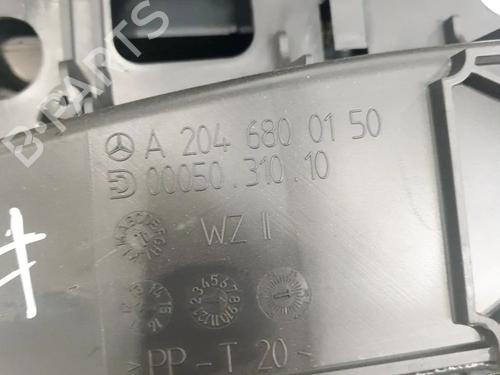 B-PARTS
A 204 680 01 50
D 00050.310.10
WZ II
>PP-T 20<